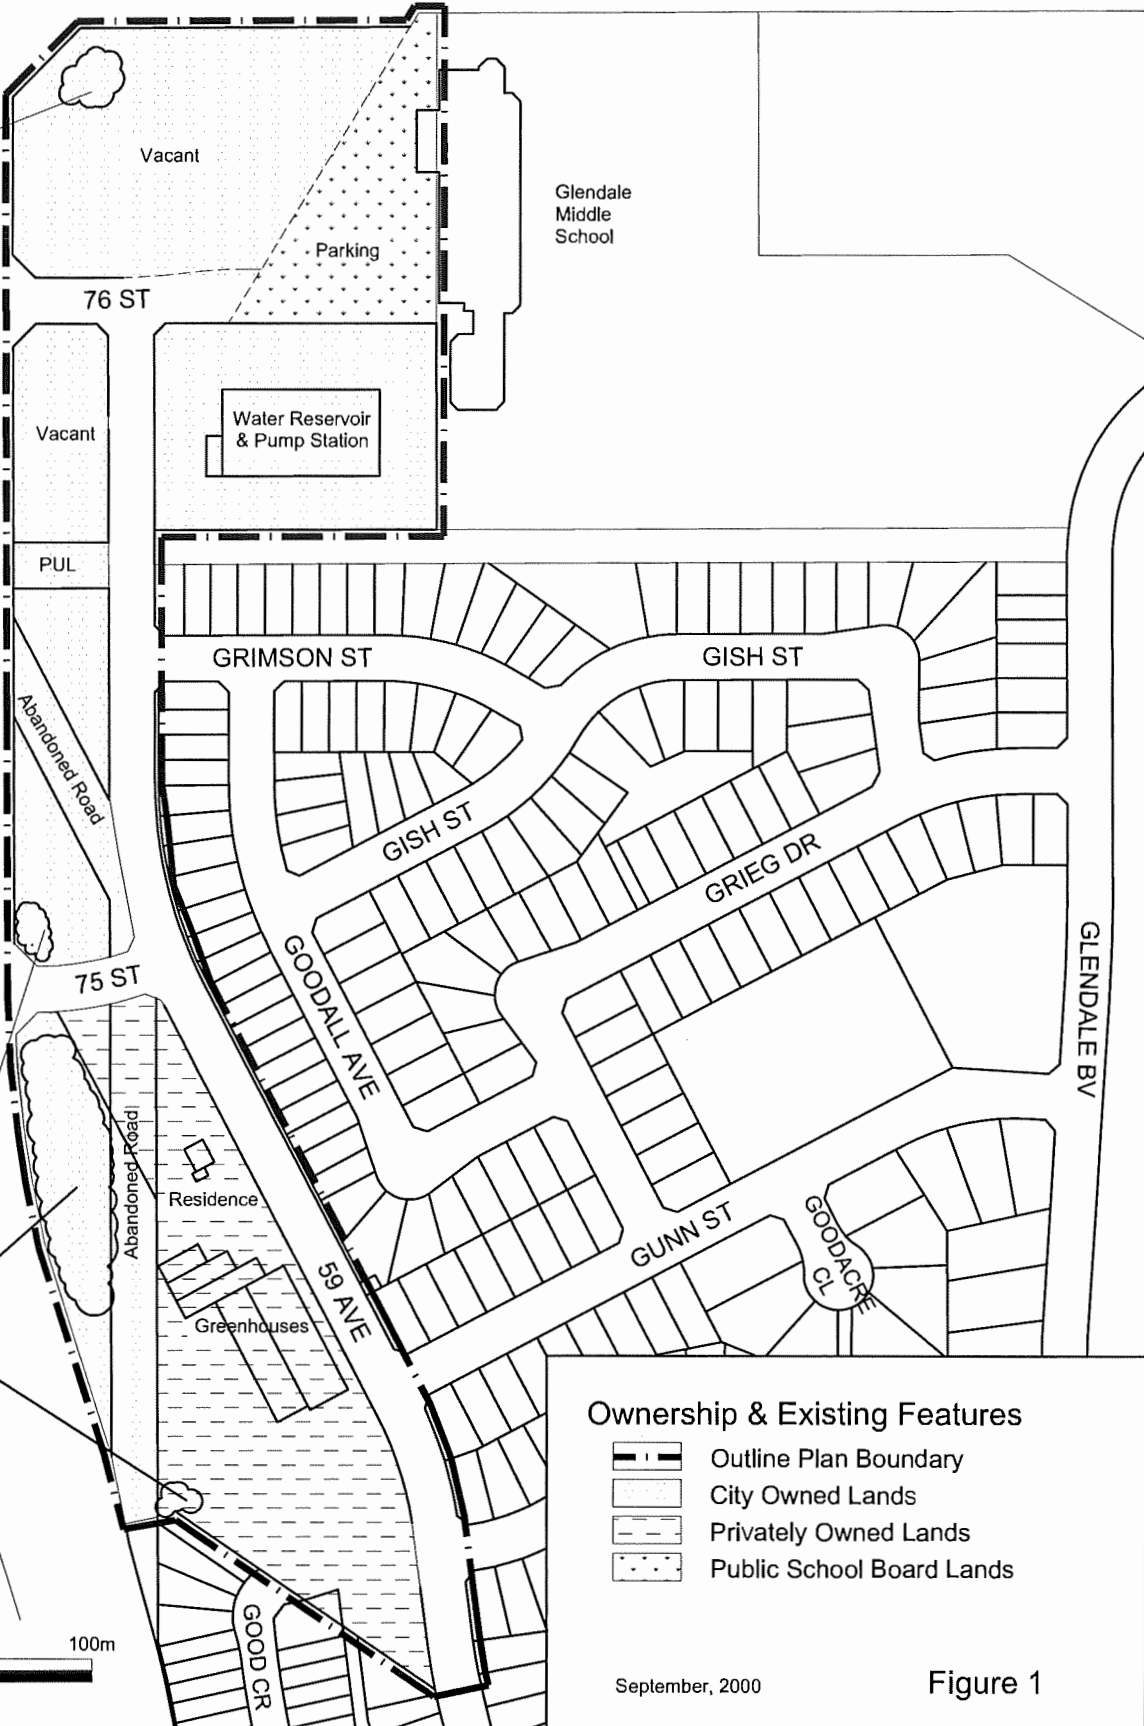 Vacant
Glendale
Middle
School
Parking
76 ST
Water Reservoir
& Pump Station
Vacant
PUL
GRIMSON ST
GISH ST
Abandoned Road
GISH ST
GRIEG DR
GOODALL AVE
GLENDALE BV
75 ST
Abandoned Road
Residence
GUNN ST
GOODACRE
CL
59 AVE
Greenhouses
Ownership & Existing Features
Outline Plan Boundary
City Owned Lands
Privately Owned Lands
Public School Board Lands
GOOD CR
100m
September, 2000
Figure 1